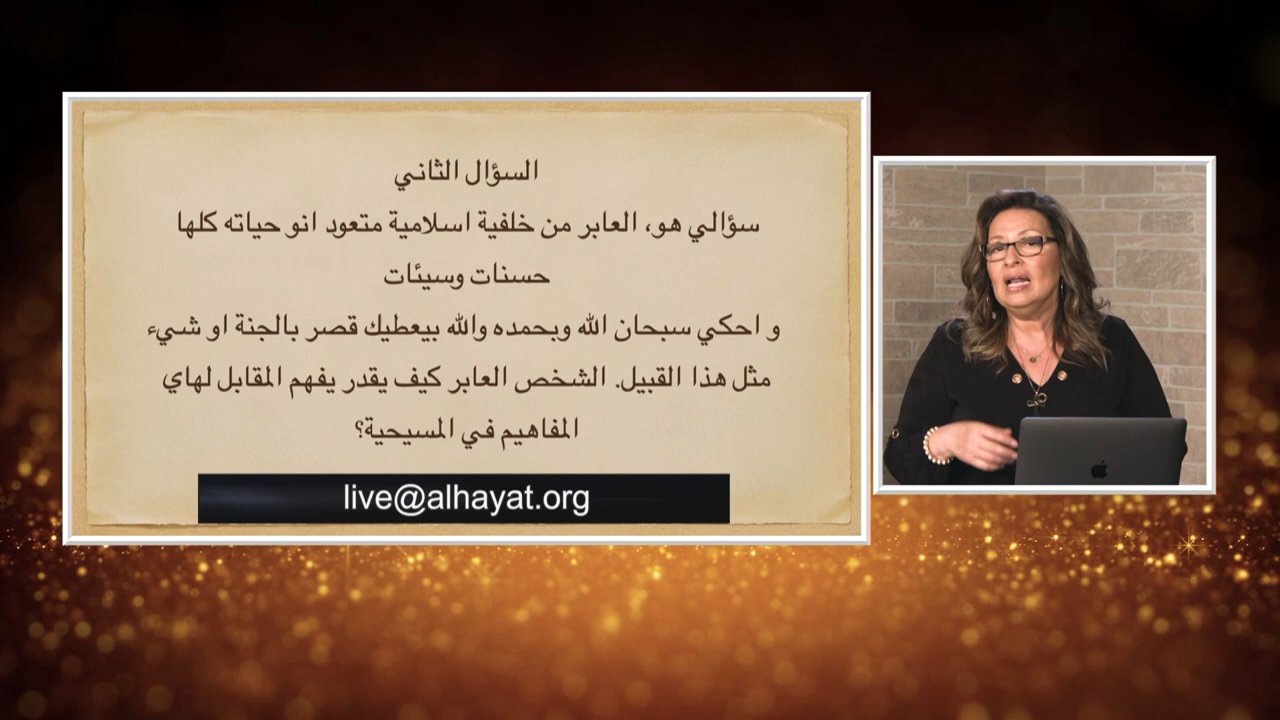 السؤال الثاني
سؤالي هو، العابر من خلفية اسلامية متعود انو حياته كلها
حسنات وسيئات
و احكي سبحان الله وبحمده والله بيعطيك قصر بالجنة او شيء
مثل هذا القبيل. الشخص العابر كيف يقدر يفهم المقابل لهاي
المفاهيم في المسيحية؟
live@alhayat.org